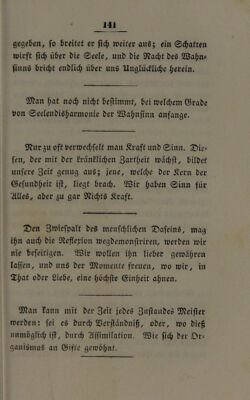 141
gegeben, so breitet er sich weiter aus; ein Schatten
wirft sich über die Seele, und die Nacht des Wahn-
sinns bricht endlich über uns Unglückliche herein.
Man hat noch nicht bestimmt, bei welchem Grade
von Seelendisharmonie der Wahnsinn anfange.
Nur zu oft verwechselt man Kraft und Sinn. Die-
sen, der mit der kränklichen Zartheit wächst, bildet
unsere Zeit genug aus; jene, welche der Kern der
Gesundheit ist, liegt brach. Wir haben Sinn für
Alles, aber zu gar Nichts Kraft.
Den Zwiespalt des menschlichen Daseins, mag
ihn auch die Reflexion wegdemonstriren, werden wir
nie befeitigen. Wir wollen ihn lieber gewähren
lassen, und uns der Momente freuen, wo wir, in
That oder Liebe, eine höchste Einheit ahnen.
Man kann mit der Zeit jedes Zustandes Meister
werden: sei es durch Verständniß, oder, wo dieß
unmöglich ist, durch Assimilation. Wie sich der Or-
ganismus an Gifte gewöhnt.